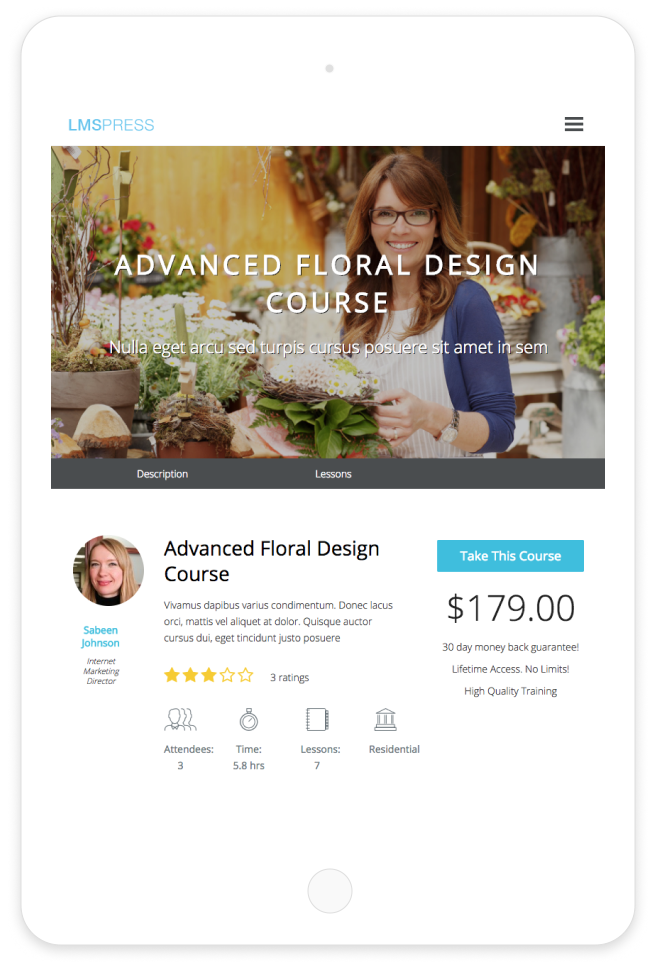 LMSPRESS
ADVANCED FLORAL DESIGN
COURSE
Nulla eget arcu sed turpis cursus posuere sit amet in sem
Description Lessons
Sabeen
Johnson
Internet
Marketing
Director
Advanced Floral Design
Course
Vivamus dapibus varius condimentum. Donec lacus
orci, mattis vel aliquet at dolor. Quisque auctor
cursus dui, eget tincidunt justo posuere
3 ratings
Attendees:
3
Time:
5.8 hrs
Lessons:
7
Residential
Take This Course
$179.00
30 day money back guarantee!
Lifetime Access. No Limits!
High Quality Training